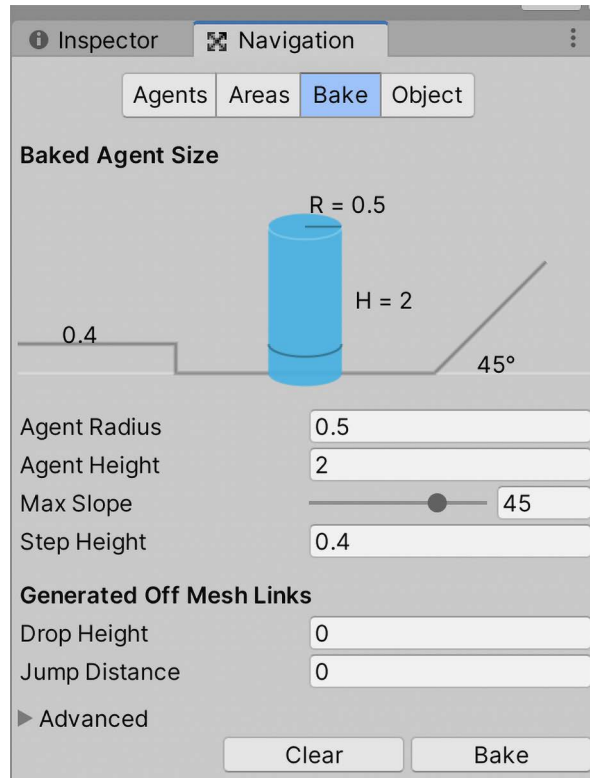 Inspector Navigation
Agents Areas Bake Object
Baked Agent Size
R = 0.5
H = 2
0.4
45°
Agent Radius 0.5
Agent Height 2
Max Slope 45
Step Height 0.4
Generated Off Mesh Links
Drop Height 0
Jump Distance 0
Advanced
Clear Bake